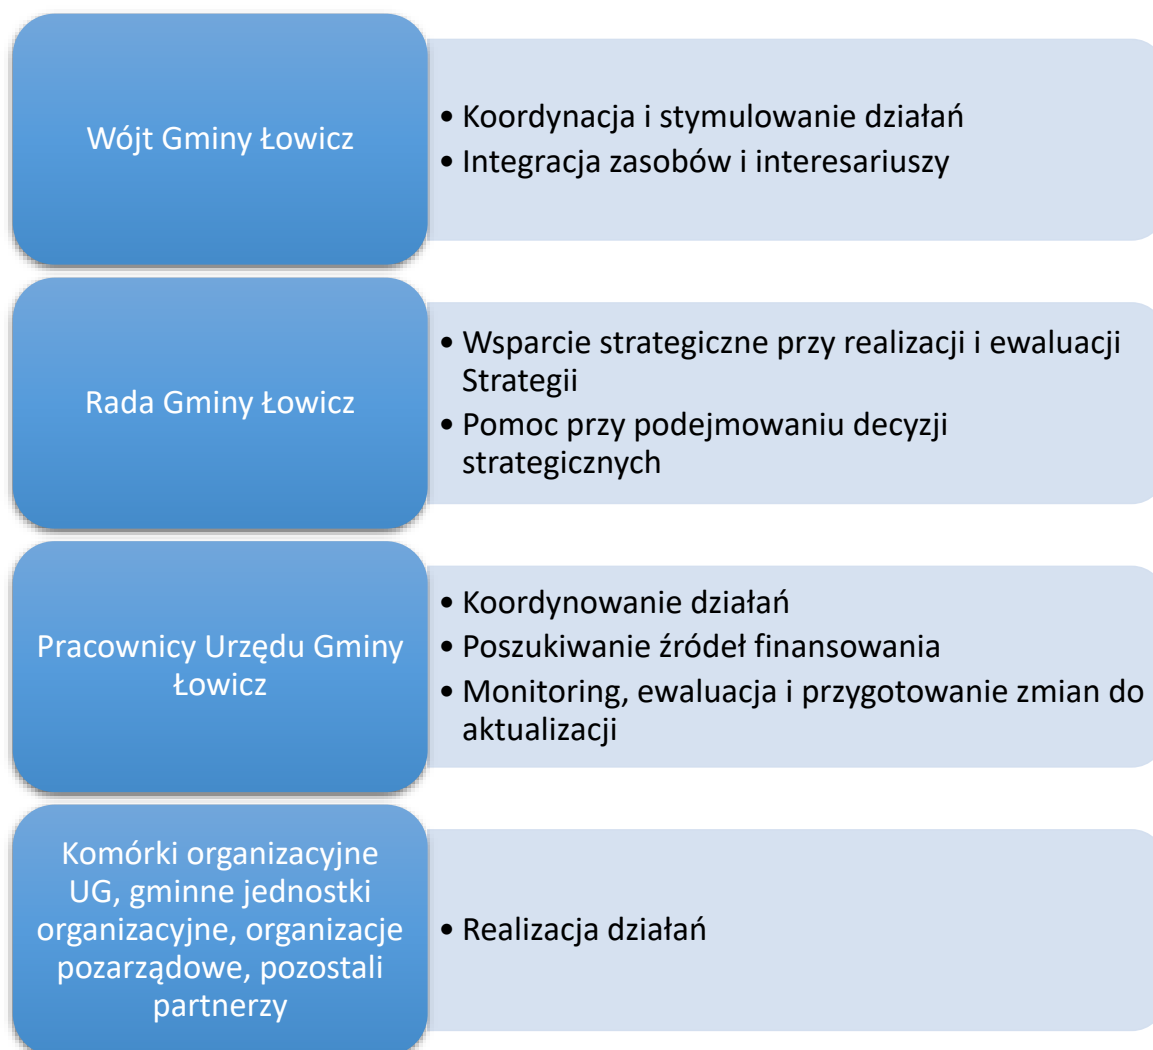 Wójt Gminy Łowicz
• Koordynacja i stymulowanie działań
• Integracja zasobów i interesariuszy
Rada Gminy Łowicz
• Wsparcie strategiczne przy realizacji i ewaluacji
Strategii
• Pomoc przy podejmowaniu decyzji
strategicznych
Pracownicy Urzędu Gminy
Łowicz
• Koordynowanie działań
• Poszukiwanie źródeł finansowania
• Monitoring, ewaluacja i przygotowanie zmian do
aktualizacji
Komórki organizacyjne
UG, gminne jednostki
organizacyjne, organizacje
pozarządowe, pozostali
partnerzy
• Realizacja działań